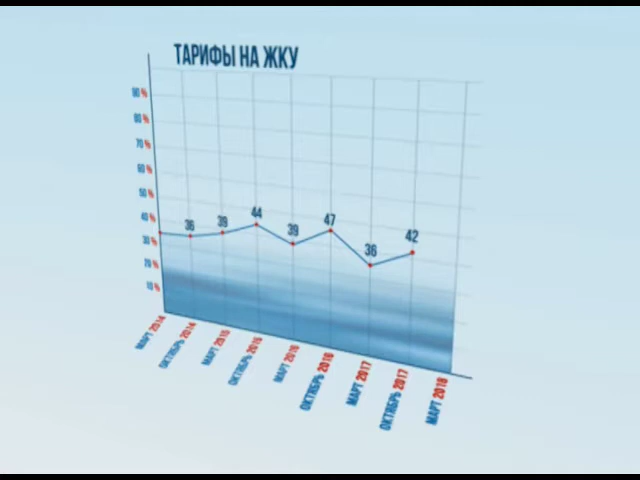 ТАРИФЫ НА ЖКУ
90 %
80 %
70 %
60 %
50 %
40 %
30 %
20 %
10 %
36
39
44
39
47
36
42
МАРТ 2014
ОКТЯБРЬ 2014
МАРТ 2015
ОКТЯБРЬ 2015
МАРТ 2016
ОКТЯБРЬ 2016
МАРТ 2017
ОКТЯБРЬ 2017
МАРТ 2018